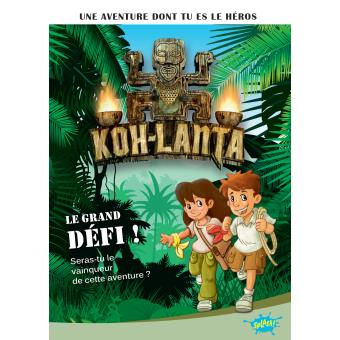 UNE AVENTURE DONT TU ES LE HÉROS
KOH-LANTA
LE GRAND
DÉFI !
Seras-tu le
vainqueur
de cette aventure ?
SPLASH!